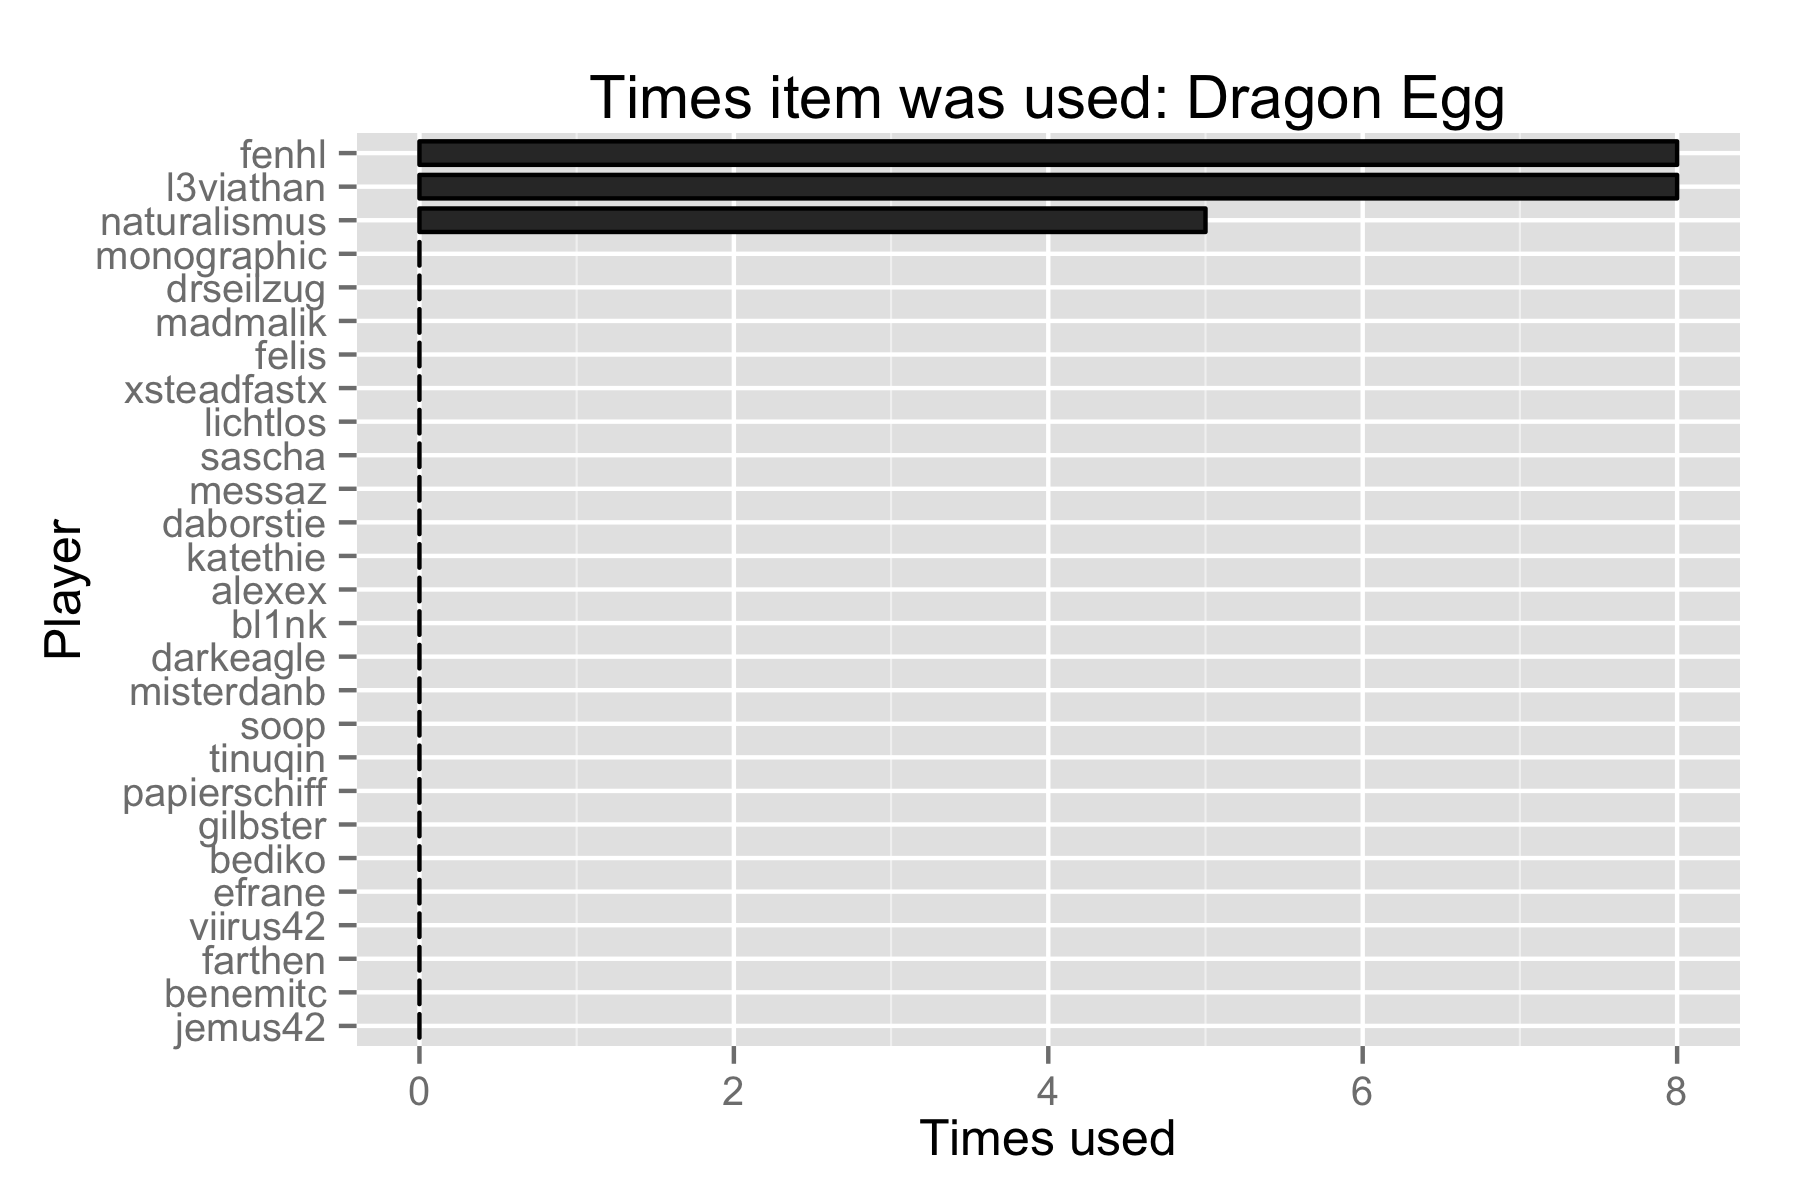 Times item was used: Dragon Egg
fenhl
l3viathan
naturalismus
monographic
drseilzug
madmalik
felis
xsteadfastx
lichtlos
sascha
messaz
daborstie
katethie
alexex
bl1nk
darkeagle
misterdanb
soop
tinuqin
papierschiff
gilbster
bediko
efrane
viirus42
farthen
benemitc
jemus42
Player
0 2 4 6 8
Times used